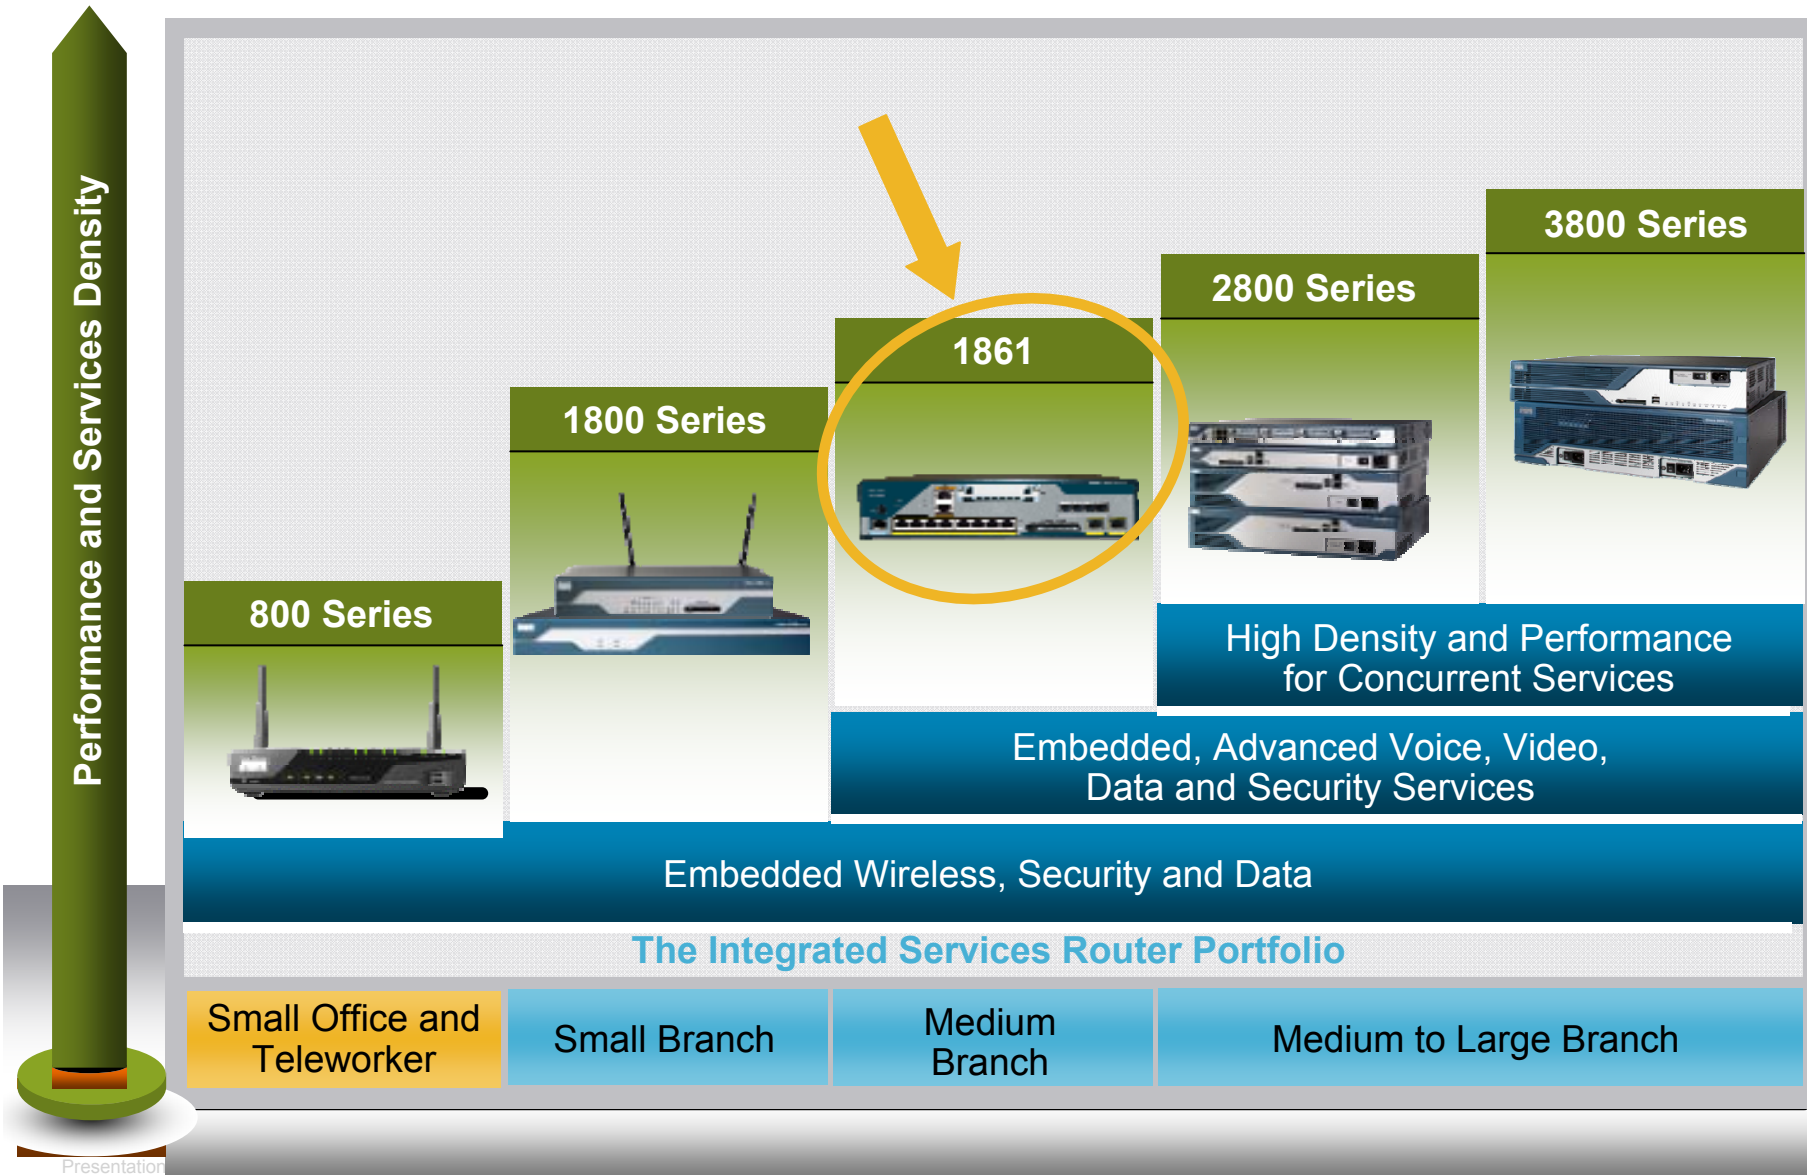 Performance and Services Density
3800 Series
2800 Series
1861
1800 Series
800 Series
High Density and Performance
for Concurrent Services
Embedded, Advanced Voice, Video,
Data and Security Services
Embedded Wireless, Security and Data
The Integrated Services Router Portfolio
Small Office and
Teleworker
Small Branch
Medium
Branch
Medium to Large Branch
Presentation